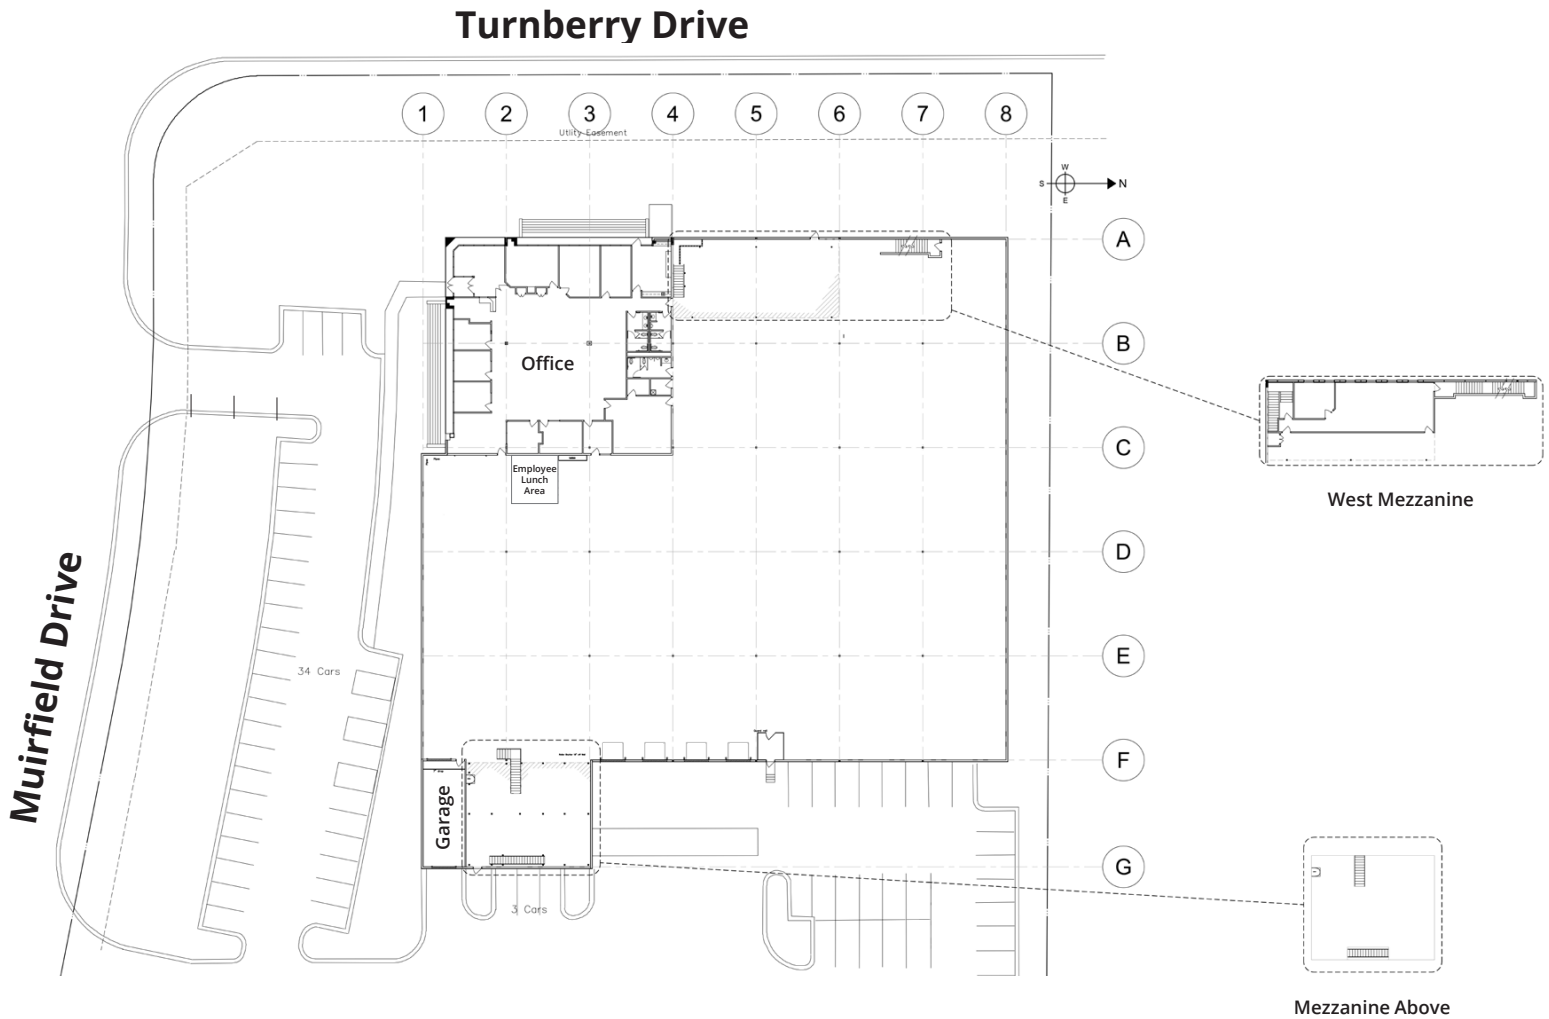 Turnberry Drive
1 2 3 4 5 6 7 8
Utlity Easement
W
S N
E
A
B
Office
C
Employee
Lunch
Area
West Mezzanine
D
Muirfield Drive
E
34 Cars
F
Garage
G
3 Cars
Mezzanine Above